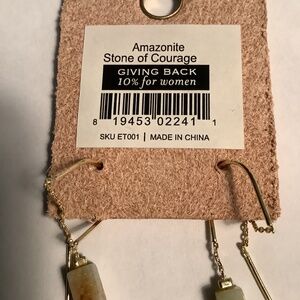 Amazonite
Stone of Courage
GIVING BACK
10% for women
8 19453 02241 1
SKU ET001 | MADE IN CHINA